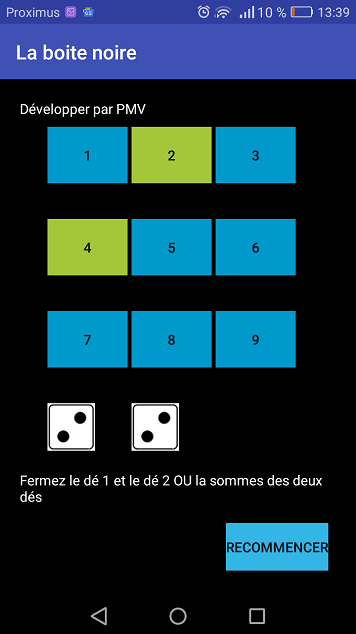 Proximus 10 % 13:39
La boite noire
Développer par PMV
1 2 3
4 5 6
7 8 9
Fermez le dé 1 et le dé 2 OU la sommes des deux
dés
RECOMMENCER